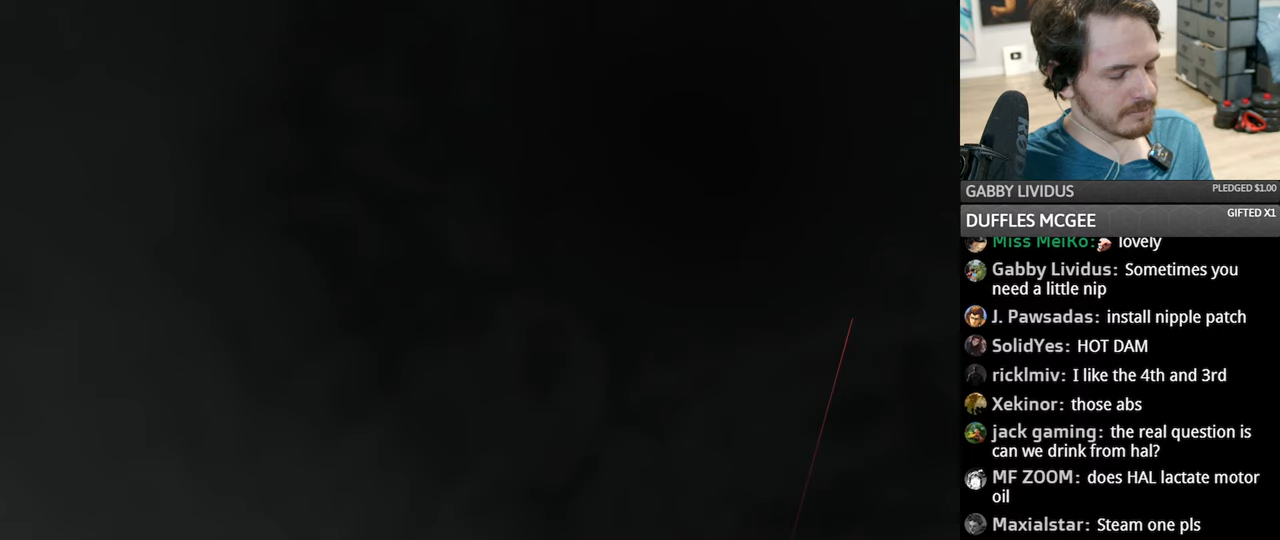 RØDE
GABBY LIVIDUS
PLEDGED $1.00
DUFFLES MCGEE
GIFTED X1
Miss MeiKo: lovely
Gabby Lividus: Sometimes you
need a little nip
J. Pawsadas: install nipple patch
SolidYes: HOT DAM
ricklmiv: I like the 4th and 3rd
Xekinor: those abs
jack gaming: the real question is
can we drink from hal?
MF ZOOM: does HAL lactate motor
oil
Maxialstar: Steam one pls